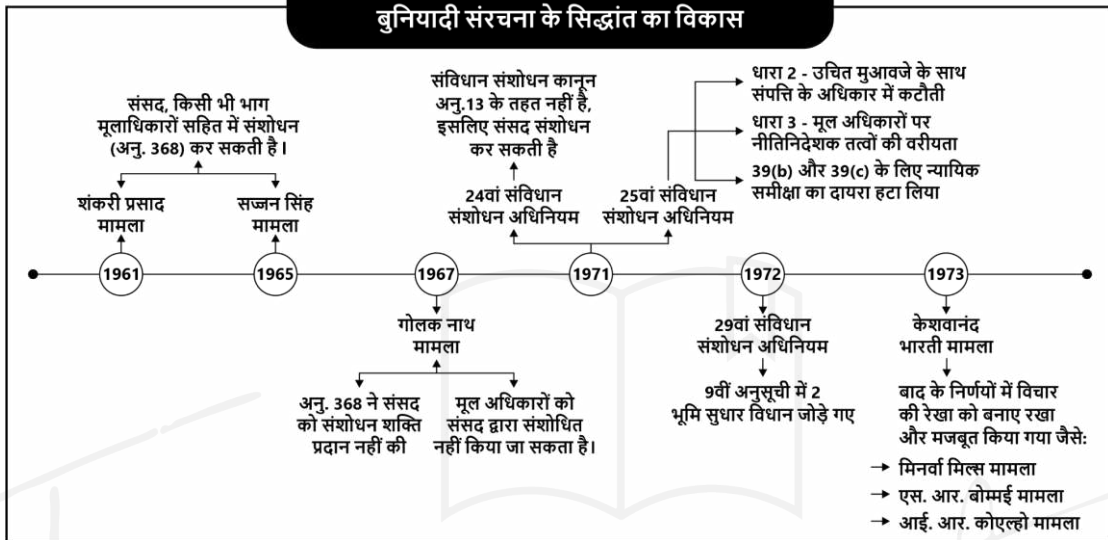 बुनियादी संरचना के सिद्धांत का विकास
संसद, किसी भी भाग
मूलाधिकारों सहित में संशोधन
(अनु. 368) कर सकती है।
शंकरी प्रसाद
मामला
सज्जन सिंह
मामला
संविधान संशोधन कानून
अनु.13 के तहत नहीं है,
इसलिए संसद संशोधन
कर सकती है
24वां संविधान
संशोधन अधिनियम
25वां संविधान
संशोधन अधिनियम
धारा 2 - उचित मुआवजे के साथ
संपत्ति के अधिकार में कटौती
धारा 3 - मूल अधिकारों पर
नीतिनिदेशक तत्वों की वरीयता
39(b) और 39(c) के लिए न्यायिक
समीक्षा का दायरा हटा लिया
1961
1965
1967
1971
1972
1973
गोलक नाथ
मामला
अनु. 368 ने संसद
को संशोधन शक्ति
प्रदान नहीं की
मूल अधिकारों को
संसद द्वारा संशोधित
नहीं किया जा सकता है।
29वां संविधान
संशोधन अधिनियम
9वीं अनुसूची में 2
भूमि सुधार विधान जोड़े गए
केशवानंद
भारती मामला
बाद के निर्णयों में विचार
की रेखा को बनाए रखा
और मजबूत किया गया जैसे:
→ मिनर्वा मिल्स मामला
→ एस. आर. बोम्मई मामला
→ आई. आर. कोएल्हो मामला